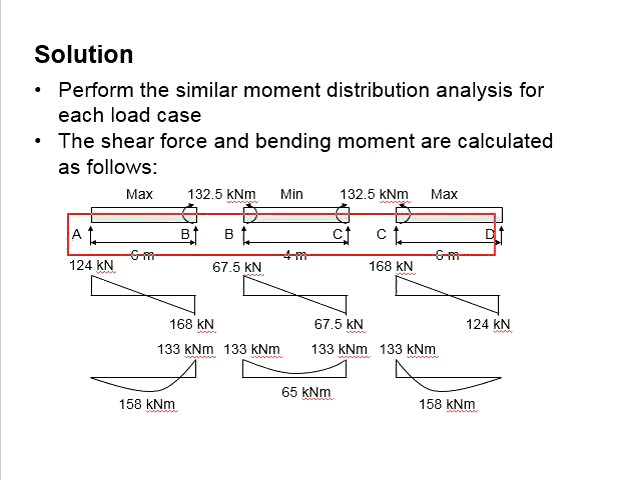 Solution
• Perform the similar moment distribution analysis for
each load case
• The shear force and bending moment are calculated
as follows:
Max 132.5 kNm Min 132.5 kNm Max
A B B C C D
6 m 4 m 6 m
124 kN 67.5 kN 168 kN
168 kN 67.5 kN 124 kN
133 kNm 133 kNm 133 kNm 133 kNm
158 kNm 65 kNm 158 kNm